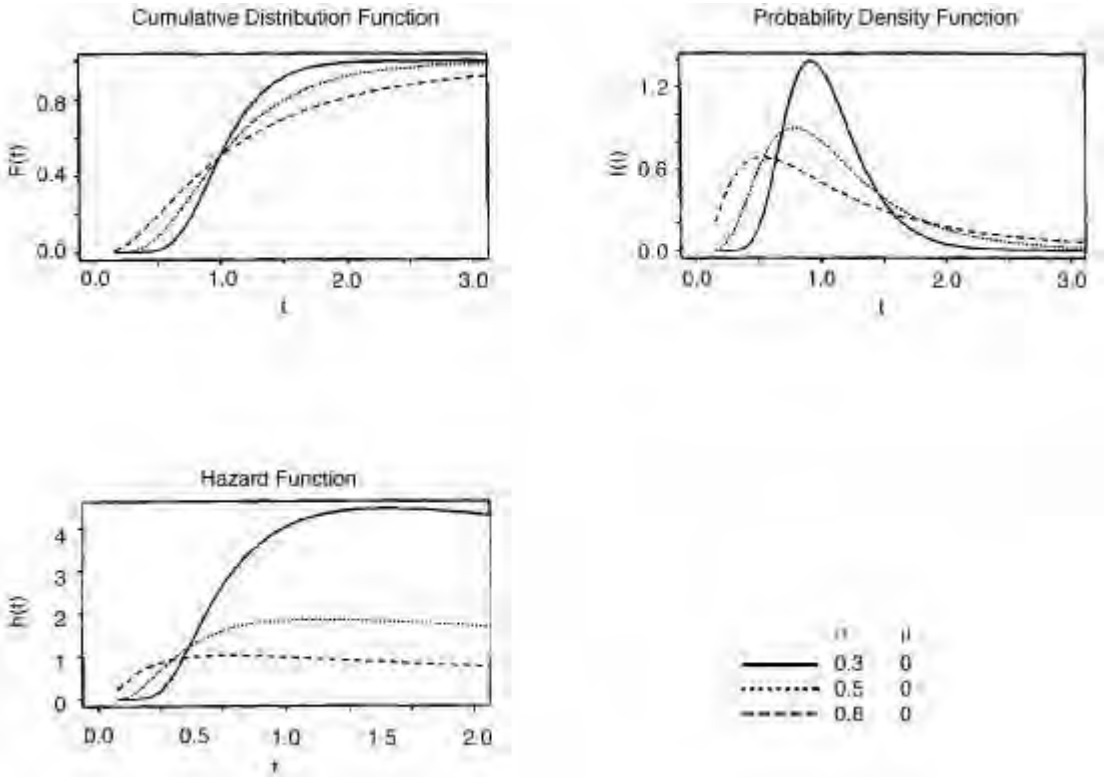 Cumulative Distribution Function
F(t)
0.8
0.4
0.0
0.0 1.0 2.0 3.0
t
Probability Density Function
f(t)
1.2
0.6
0.0
0.0 1.0 2.0 3.0
t
Hazard Function
h(t)
4
3
2
1
0
0.0 0.5 1.0 1.5 2.0
t
σ μ
0.3 0
0.5 0
0.8 0